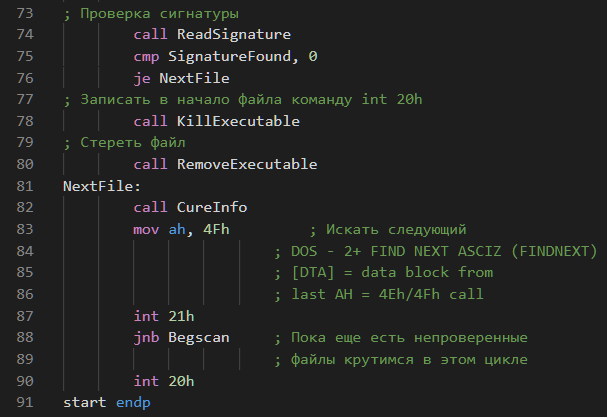 73 ; Проверка сигнатуры
74 call ReadSignature
75 cmp SignatureFound, 0
76 je NextFile
77 ; Записать в начало файла команду int 20h
78 call KillExecutable
79 ; Стереть файл
80 call RemoveExecutable
81 NextFile:
82 call CureInfo
83 mov ah, 4Fh ; Искать следующий
84 ; DOS - 2+ FIND NEXT ASCIZ (FINDNEXT)
85 ; [DTA] = data block from
86 ; last AH = 4Eh/4Fh call
87 int 21h
88 jnb Begscan ; Пока еще есть непроверенные
89 ; файлы крутимся в этом цикле
90 int 20h
91 start endp